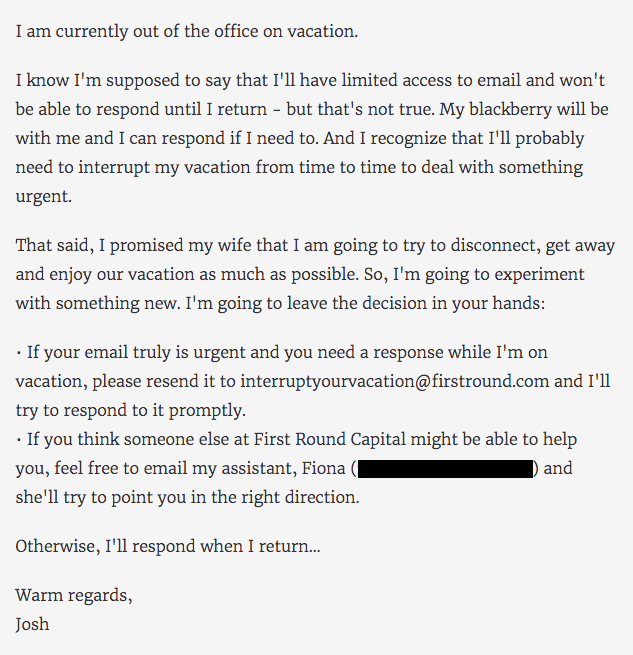 I am currently out of the office on vacation.
I know I'm supposed to say that I'll have limited access to email and won't
be able to respond until I return – but that's not true. My blackberry will be
with me and I can respond if I need to. And I recognize that I'll probably
need to interrupt my vacation from time to time to deal with something
urgent.
That said, I promised my wife that I am going to try to disconnect, get away
and enjoy our vacation as much as possible. So, I'm going to experiment
with something new. I'm going to leave the decision in your hands:
· If your email truly is urgent and you need a response while I'm on
vacation, please resend it to interruptyourvacation@firstround.com and I'll
try to respond to it promptly.
· If you think someone else at First Round Capital might be able to help
you, feel free to email my assistant, Fiona ( ) and
she'll try to point you in the right direction.
Otherwise, I'll respond when I return...
Warm regards,
Josh